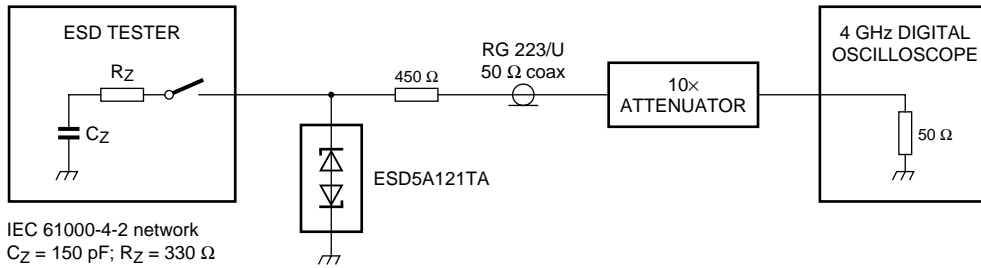 ESD TESTER
RZ
CZ
450 Ω
RG 223/U
50 Ω coax
10×
ATTENUATOR
4 GHz DIGITAL
OSCILLOSCOPE
50 Ω
ESD5A121TA
IEC 61000-4-2 network
CZ = 150 pF; RZ = 330 Ω